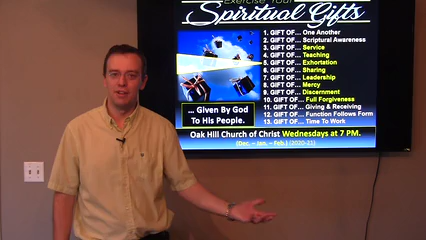 Exercise Your
Spiritual Gifts
1. GIFT OF... One Another
2. GIFT OF... Scriptural Awareness
3. GIFT OF... Service
4. GIFT OF... Teaching
5. GIFT OF... Exhortation
6. GIFT OF... Sharing
7. GIFT OF... Leadership
8. GIFT OF... Mercy
9. GIFT OF... Discernment
10. GIFT OF... Full Forgiveness
11. GIFT OF... Giving & Receiving
12. GIFT OF... Function Follows Form
13. GIFT OF... Time To Work
... Given By God
To His People.
Oak Hill Church of Christ Wednesdays at 7 PM.
(Dec. – Jan. – Feb.) (2020-21)